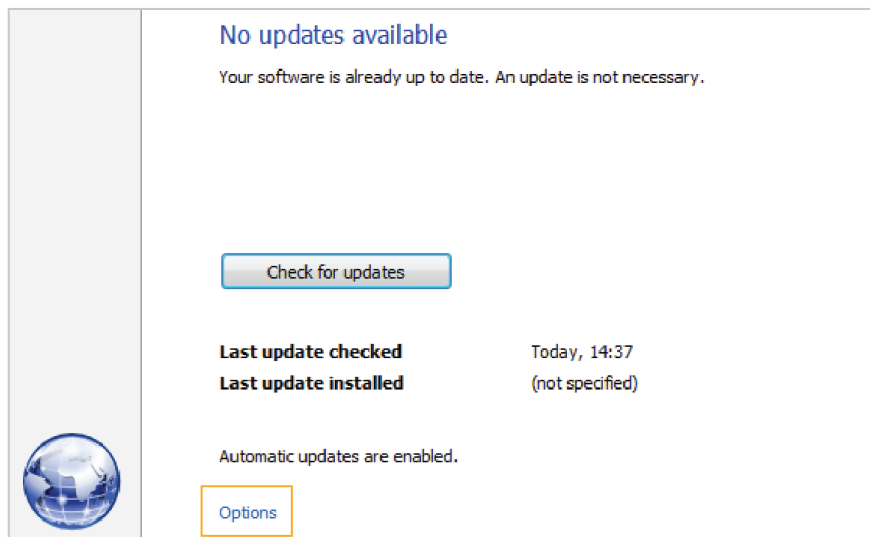 No updates available
Your software is already up to date. An update is not necessary.
Check for updates
Last update checked Today, 14:37
Last update installed (not specified)
Automatic updates are enabled.
Options